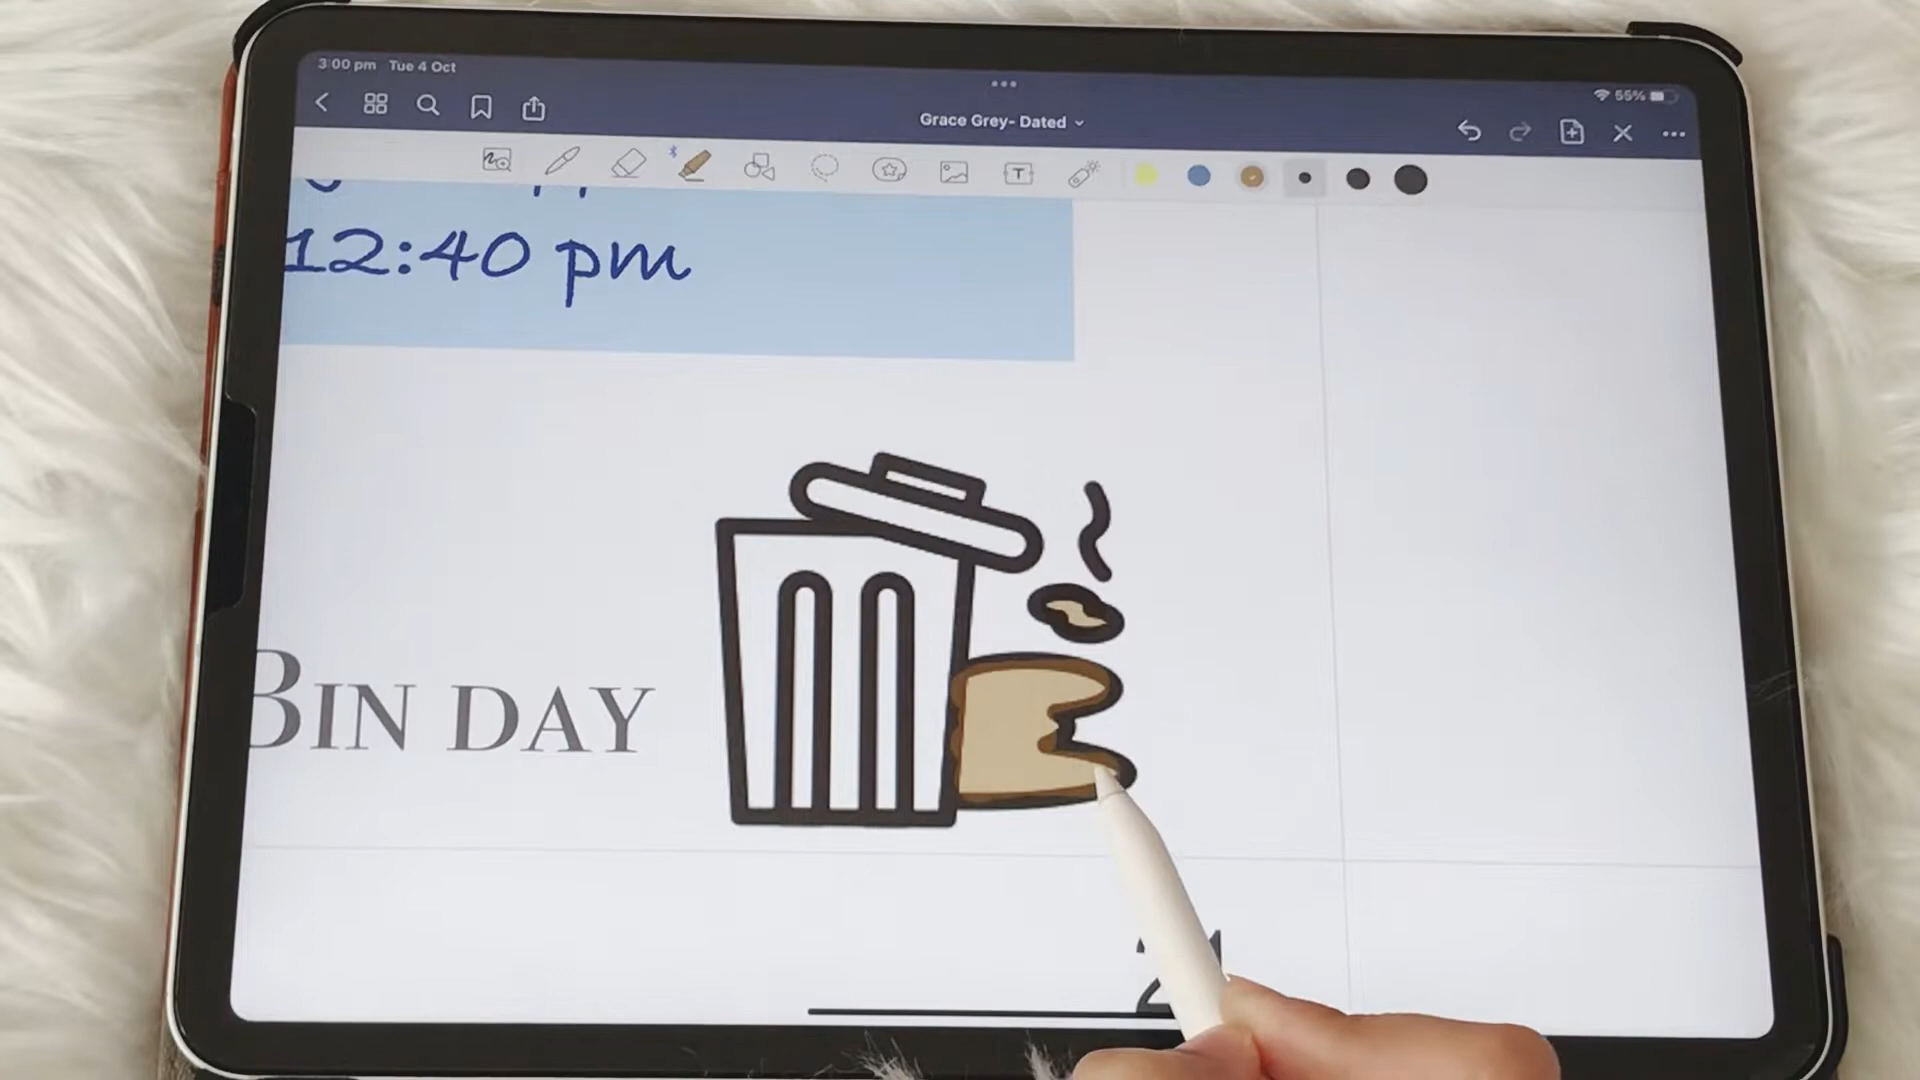 3:00 pm Tue 4 Oct
55%
Grace Grey- Dated
T
12:40 pm
BIN DAY